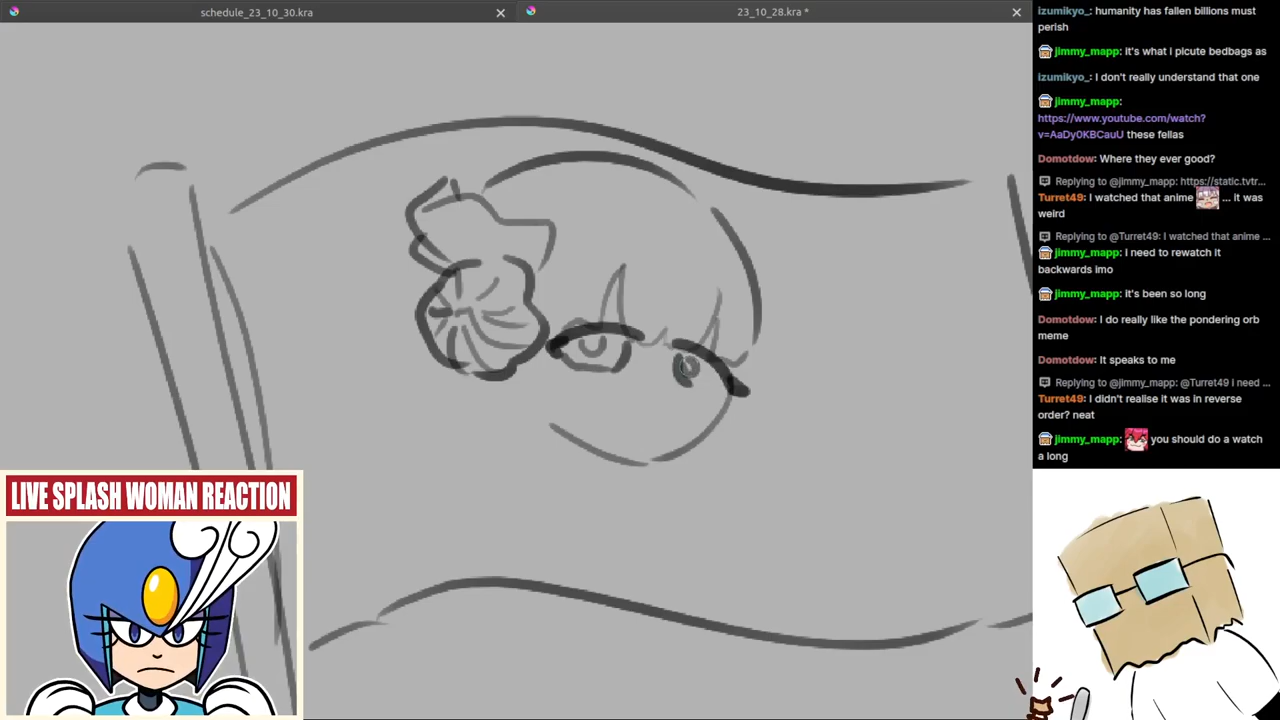 schedule_23_10_30.kra
23_10_28.kra *
izumikyo_: humanity has fallen billions must
perish
jimmy_mapp: it's what i picute bedbags as
izumikyo_: I don't really understand that one
jimmy_mapp:
https://www.youtube.com/watch?
v=AaDy0KBCauU these fellas
Domotdow: Where they ever good?
Replying to @jimmy_mapp: https://static.tvtr...
Turret49: I watched that anime ... it was
weird
Replying to @Turret49: I watched that anime ...
jimmy_mapp: I need to rewatch it
backwards imo
jimmy_mapp: it's been so long
Domotdow: I do really like the pondering orb
meme
Domotdow: It speaks to me
Replying to @jimmy_mapp: @Turret49 I need ...
Turret49: I didn't realise it was in reverse
order? neat
jimmy_mapp: you should do a watch
a long
LIVE SPLASH WOMAN REACTION